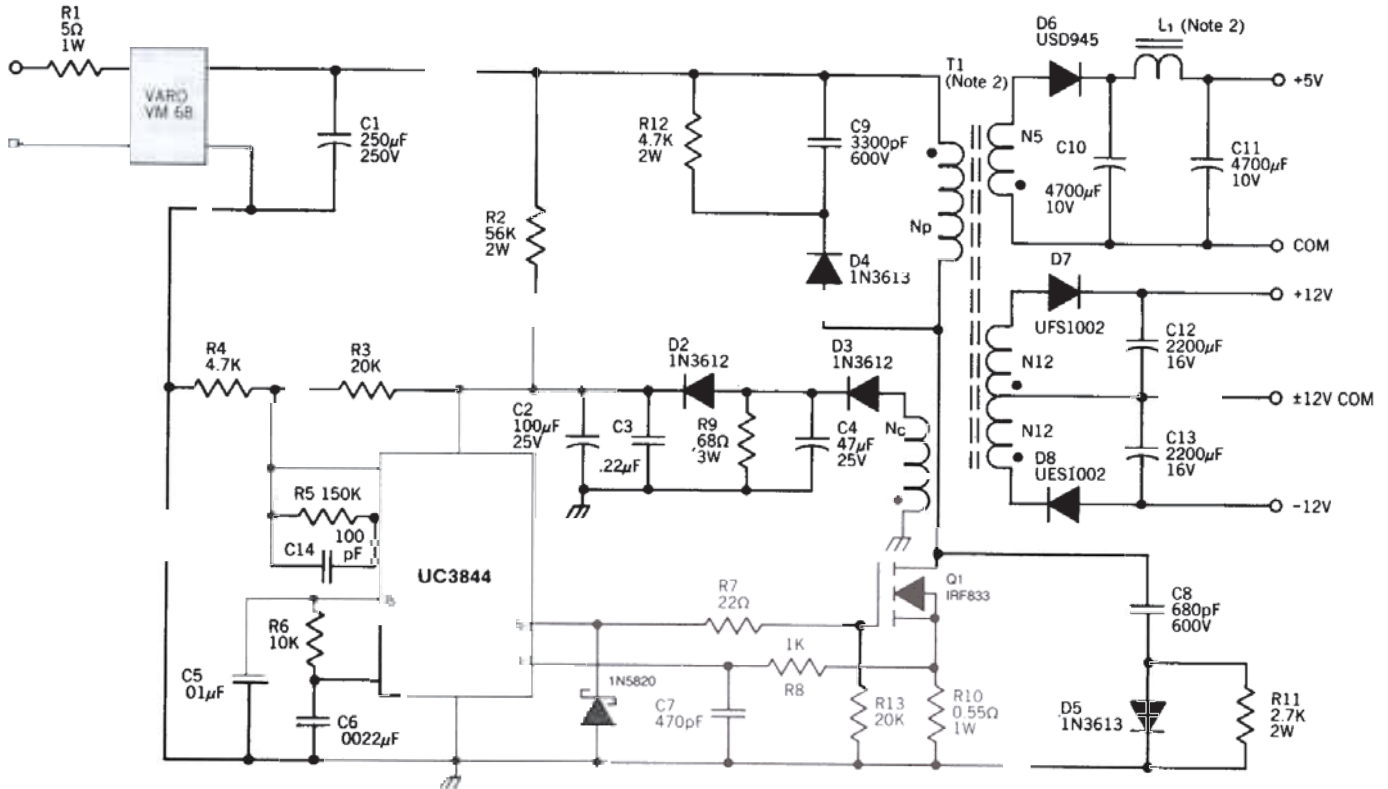 R1
5Ω
1W
VARO
VM 68
C1
250μF
250V
R2
56K
2W
R12
4.7K
2W
C9
3300pF
600V
D4
1N3613
T1
(Note 2)
Np
N5
D6
USD945
L1 (Note 2)
+5V
C10
4700μF
10V
C11
4700μF
10V
COM
D7
UFS1002
+12V
N12
C12
2200μF
16V
±12V COM
N12
C13
2200μF
16V
D8
UES1002
-12V
R4
4.7K
R3
20K
D2
1N3612
D3
1N3612
C2
100μF
25V
C3
.22μF
R9
68Ω
3W
C4
47μF
25V
Nc
R5 150K
100
pF
C14
UC3844
R6
10K
C5
01μF
C6
0022μF
R7
22Ω
Q1
IRF833
1K
R8
1N5820
C7
470pF
R13
20K
R10
0.55Ω
1W
C8
680pF
600V
D5
1N3613
R11
2.7K
2W